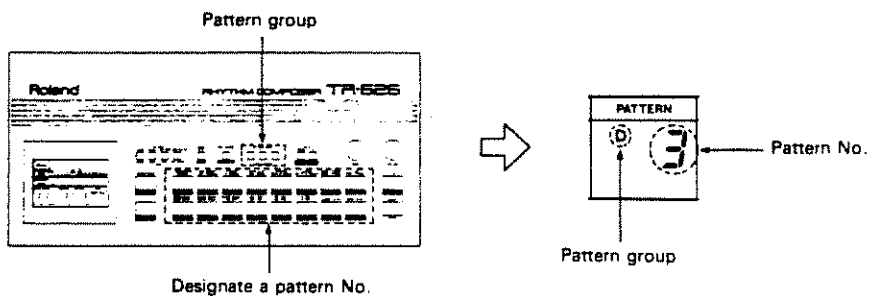 Pattern group
Roland
RHYTHM COMPOSER TR-626
PATTERN
D 3
Pattern No.
Pattern group
Designate a pattern No.